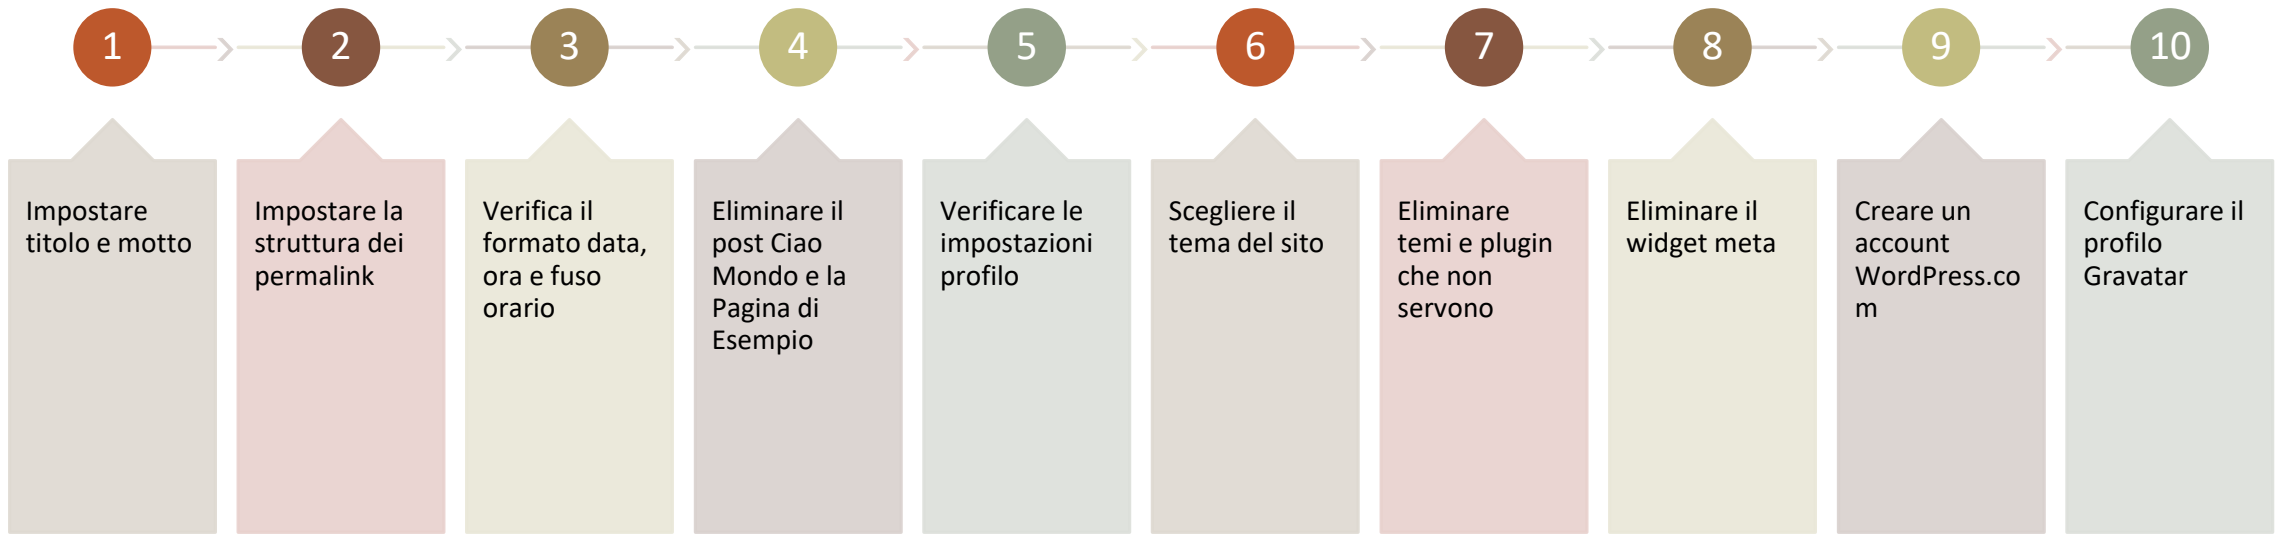 1
2
3
4
5
6
7
8
9
10
Impostare
titolo e motto
Impostare la
struttura dei
permalink
Verifica il
formato data,
ora e fuso
orario
Eliminare il
post Ciao
Mondo e la
Pagina di
Esempio
Verificare le
impostazioni
profilo
Scegliere il
tema del sito
Eliminare
temi e plugin
che non
servono
Eliminare il
widget meta
Creare un
account
WordPress.co
m
Configurare il
profilo
Gravatar